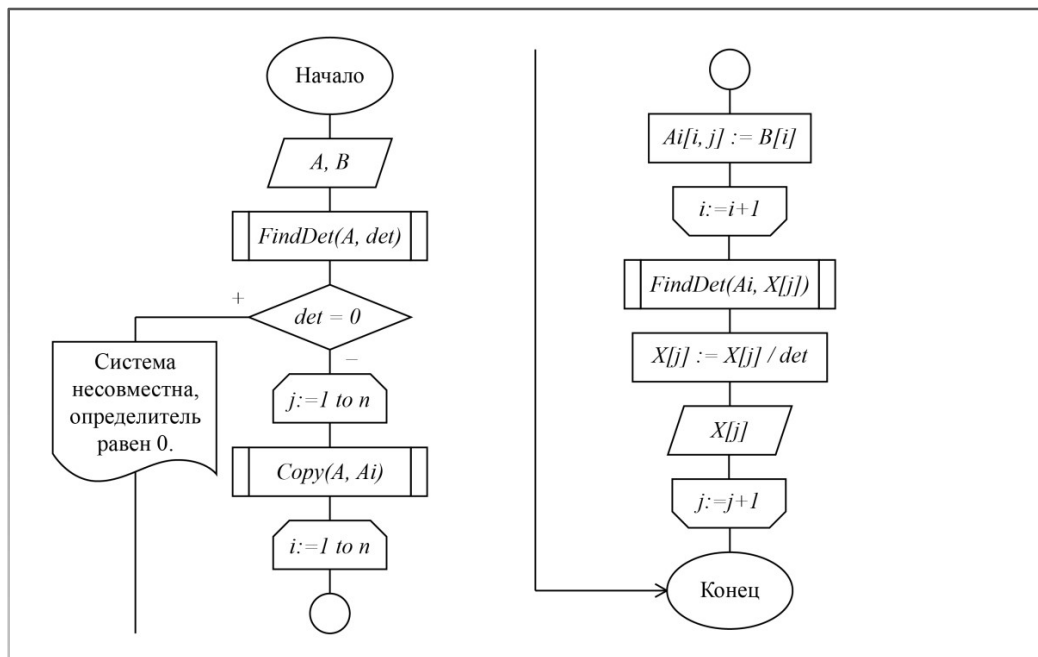 Начало
A, B
FindDet(A, det)
+
det = 0
−
Система
несовместна,
определитель
равен 0.
j:=1 to n
Copy(A, Ai)
i:=1 to n
Ai[i, j] := B[i]
i:=i+1
FindDet(Ai, X[j])
X[j] := X[j] / det
X[j]
j:=j+1
Конец